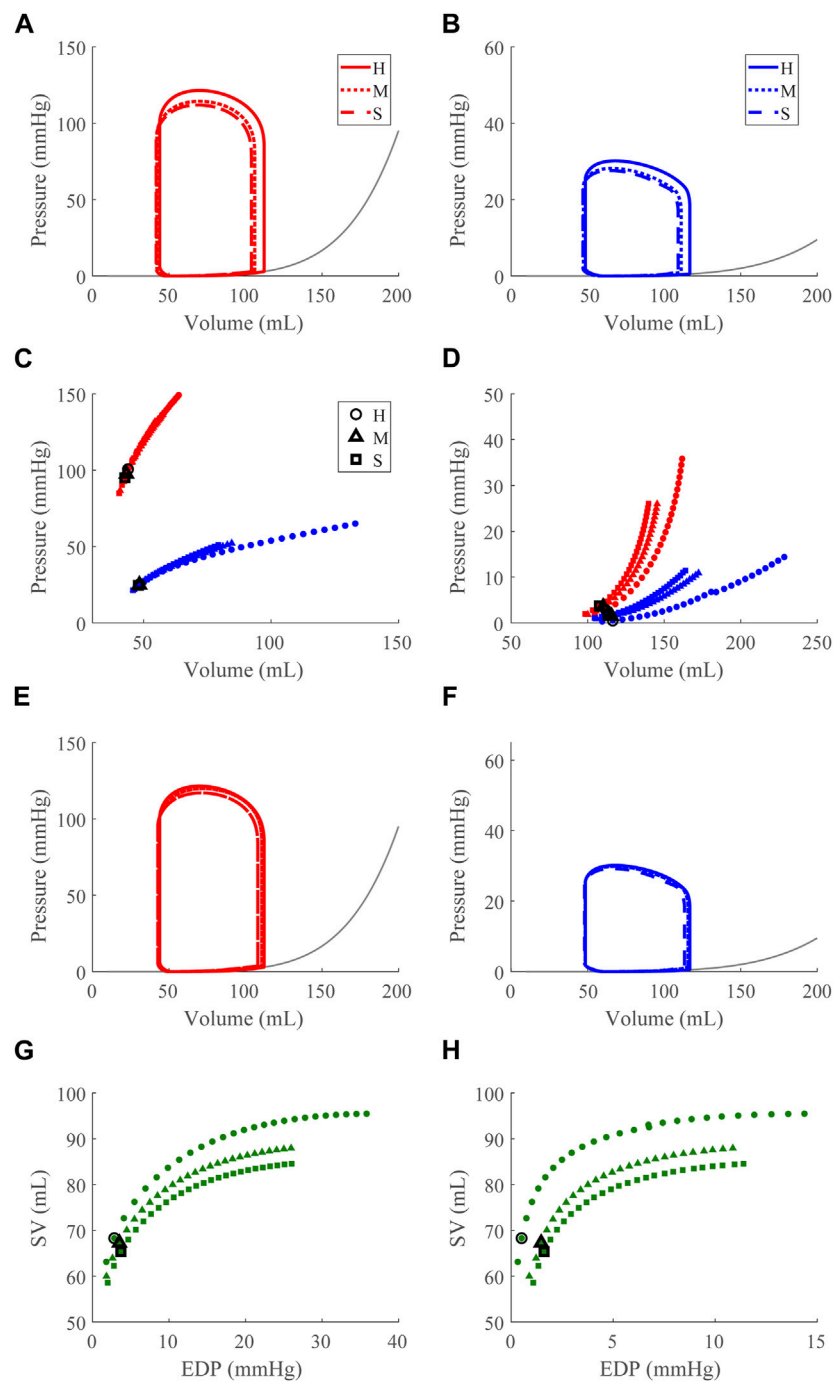 A
B
150
100
50
0
Pressure (mmHg)
H
M
S
0 50 100 150 200
Volume (mL)
60
40
20
0
Pressure (mmHg)
H
M
S
0 50 100 150 200
Volume (mL)
C
D
150
100
50
0
Pressure (mmHg)
H
M
S
50 100 150
Volume (mL)
50
40
30
20
10
0
Pressure (mmHg)
50 100 150 200 250
Volume (mL)
E
F
150
100
50
0
Pressure (mmHg)
0 50 100 150 200
Volume (mL)
60
40
20
0
Pressure (mmHg)
0 50 100 150 200
Volume (mL)
G
H
100
90
80
70
60
50
SV (mL)
0 10 20 30 40
EDP (mmHg)
100
90
80
70
60
50
SV (mL)
0 5 10 15
EDP (mmHg)